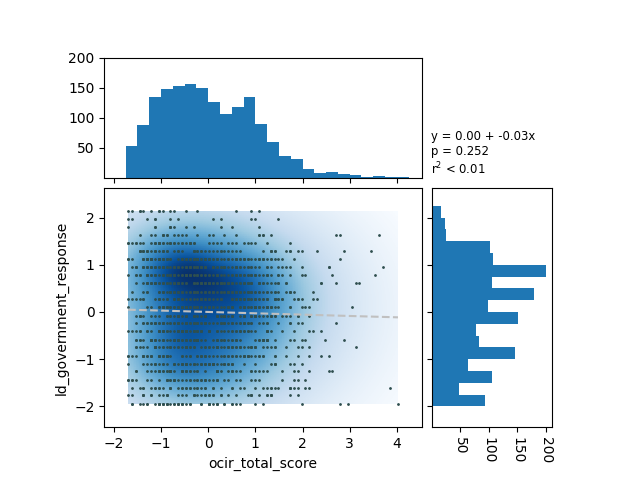 200
150
100
50
y = 0.00 + -0.03x
p = 0.252
r² < 0.01
ld_government_response
2
1
0
−1
−2
−2 −1 0 1 2 3 4
ocir_total_score
50 100 150 200